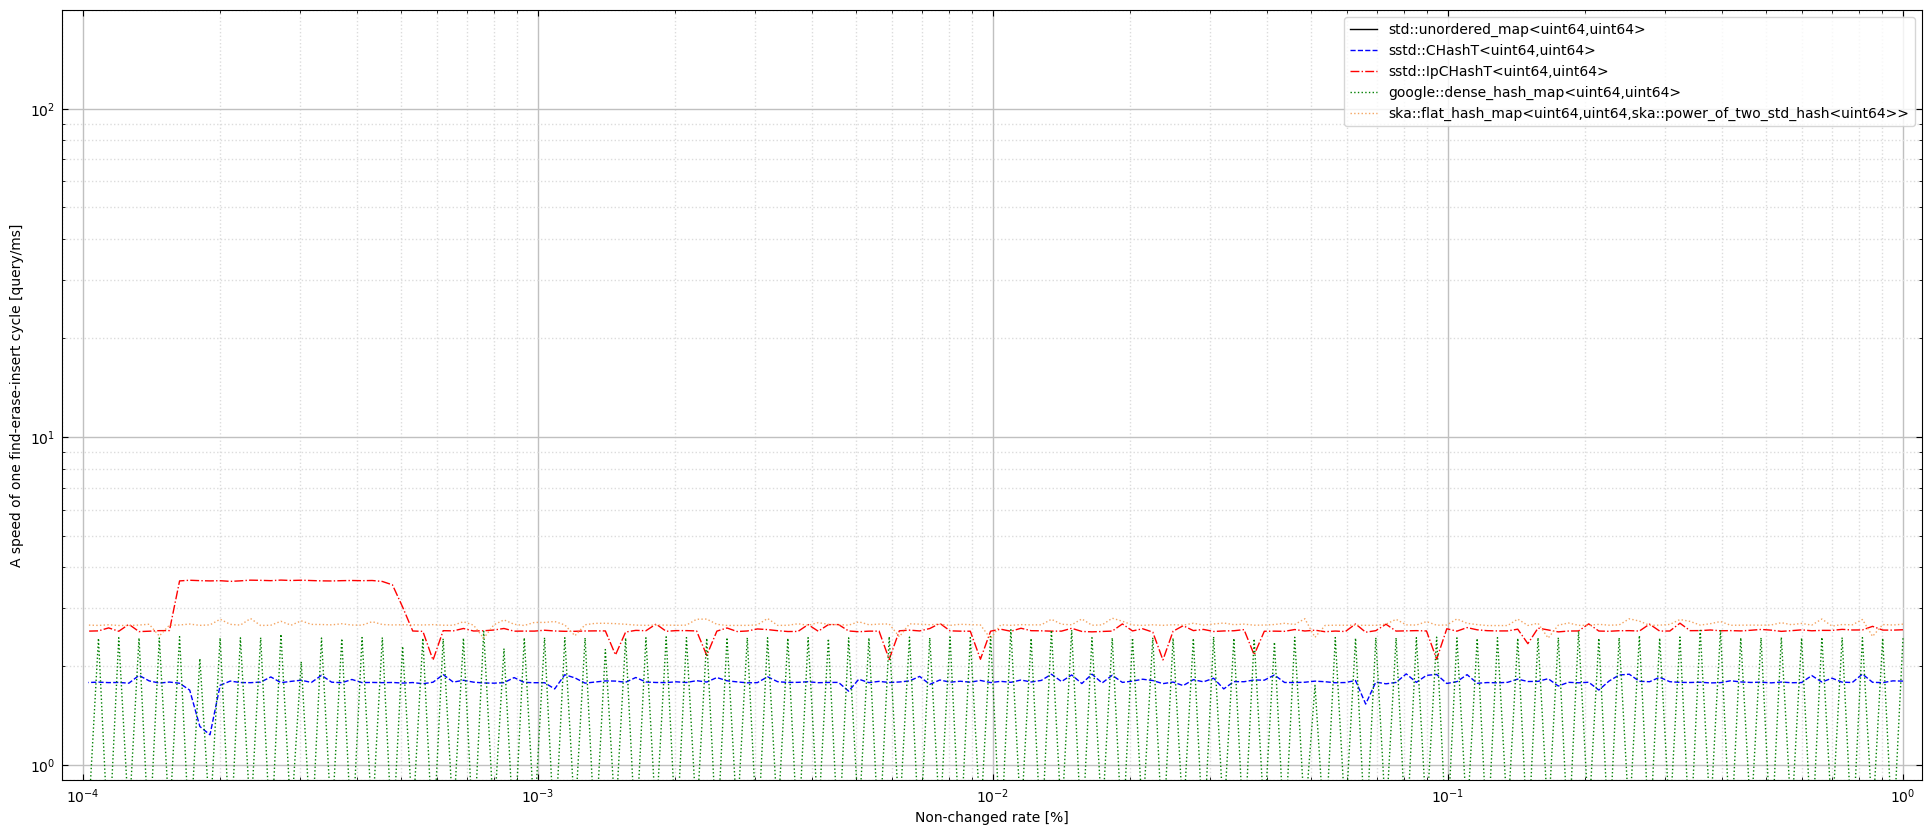 std::unordered_map<uint64,uint64>
sstd::CHashT<uint64,uint64>
sstd::IpCHashT<uint64,uint64>
google::dense_hash_map<uint64,uint64>
ska::flat_hash_map<uint64,uint64,ska::power_of_two_std_hash<uint64>>
A speed of one find-erase-insert cycle [query/ms]
10²
10¹
10⁰
10⁻⁴
10⁻³
10⁻²
10⁻¹
10⁰
Non-changed rate [%]